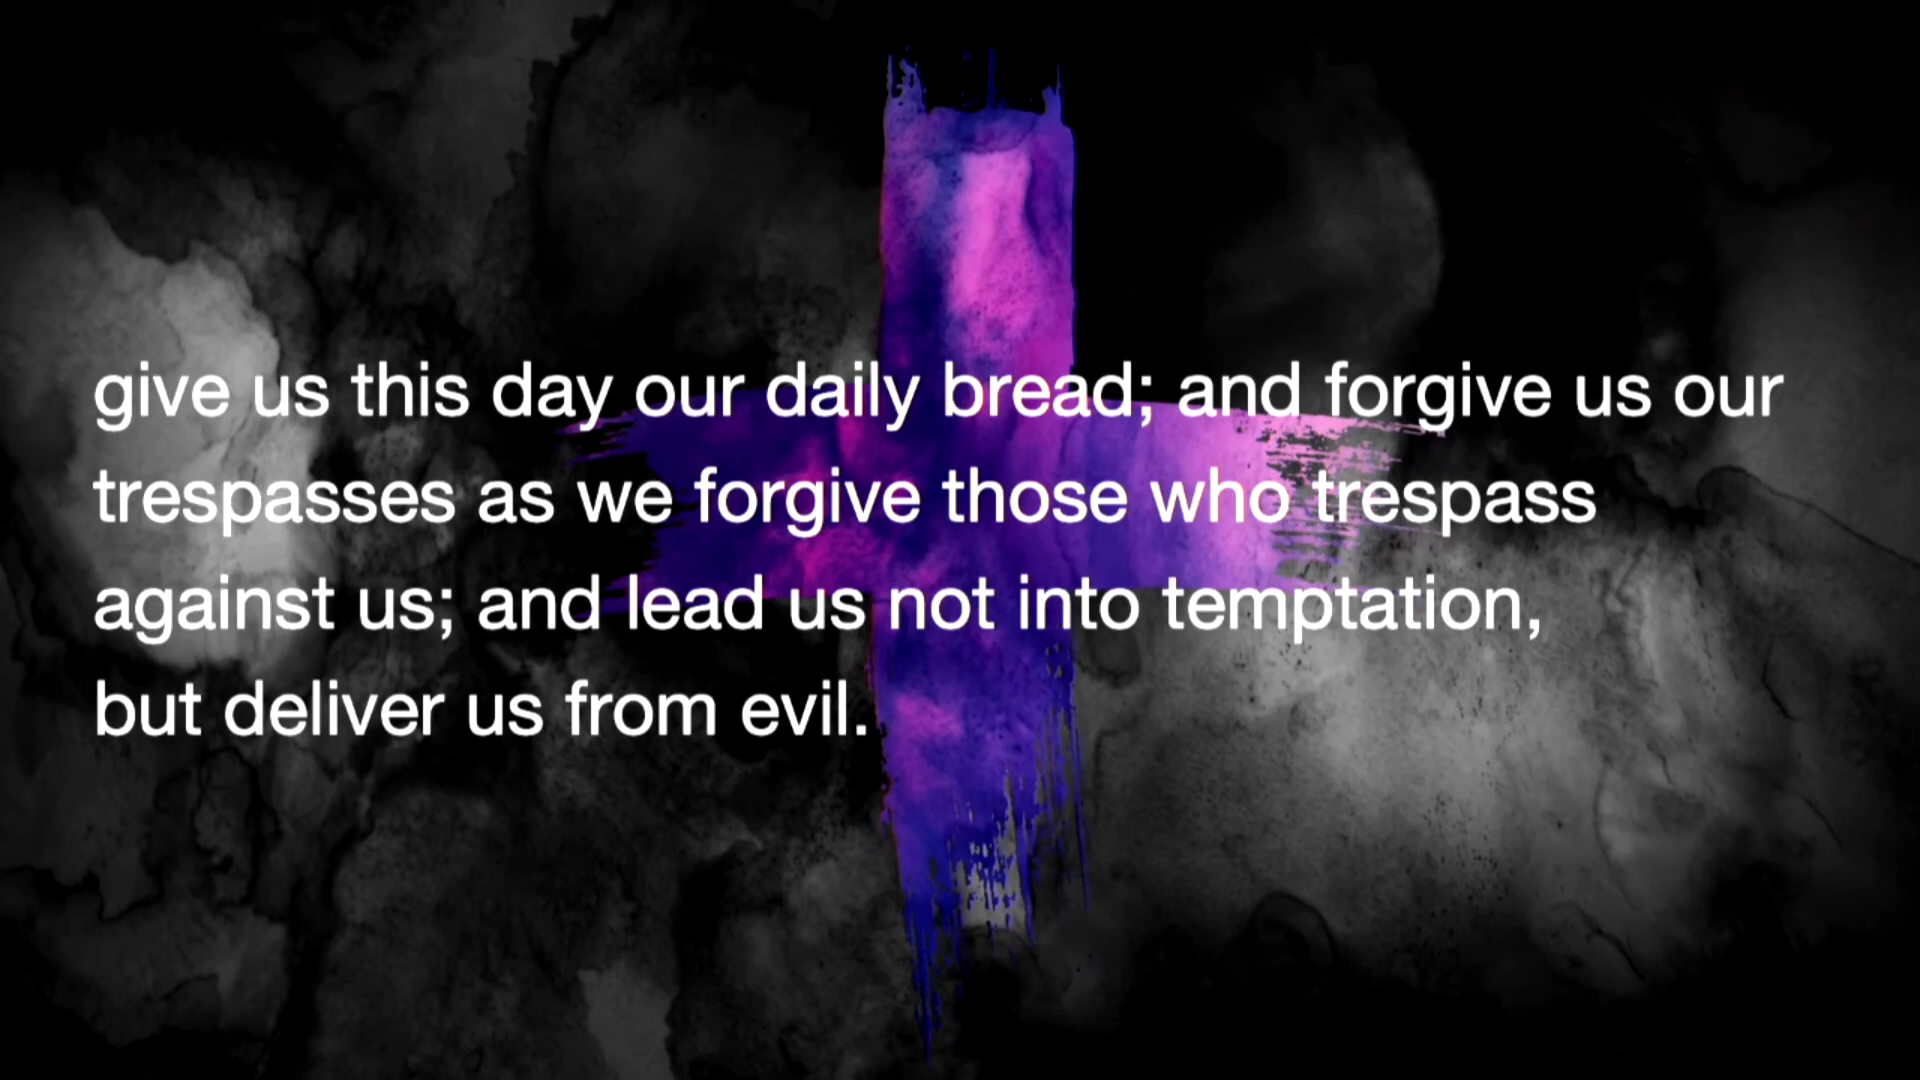 give us this day our daily bread; and forgive us our
trespasses as we forgive those who trespass
against us; and lead us not into temptation,
but deliver us from evil.